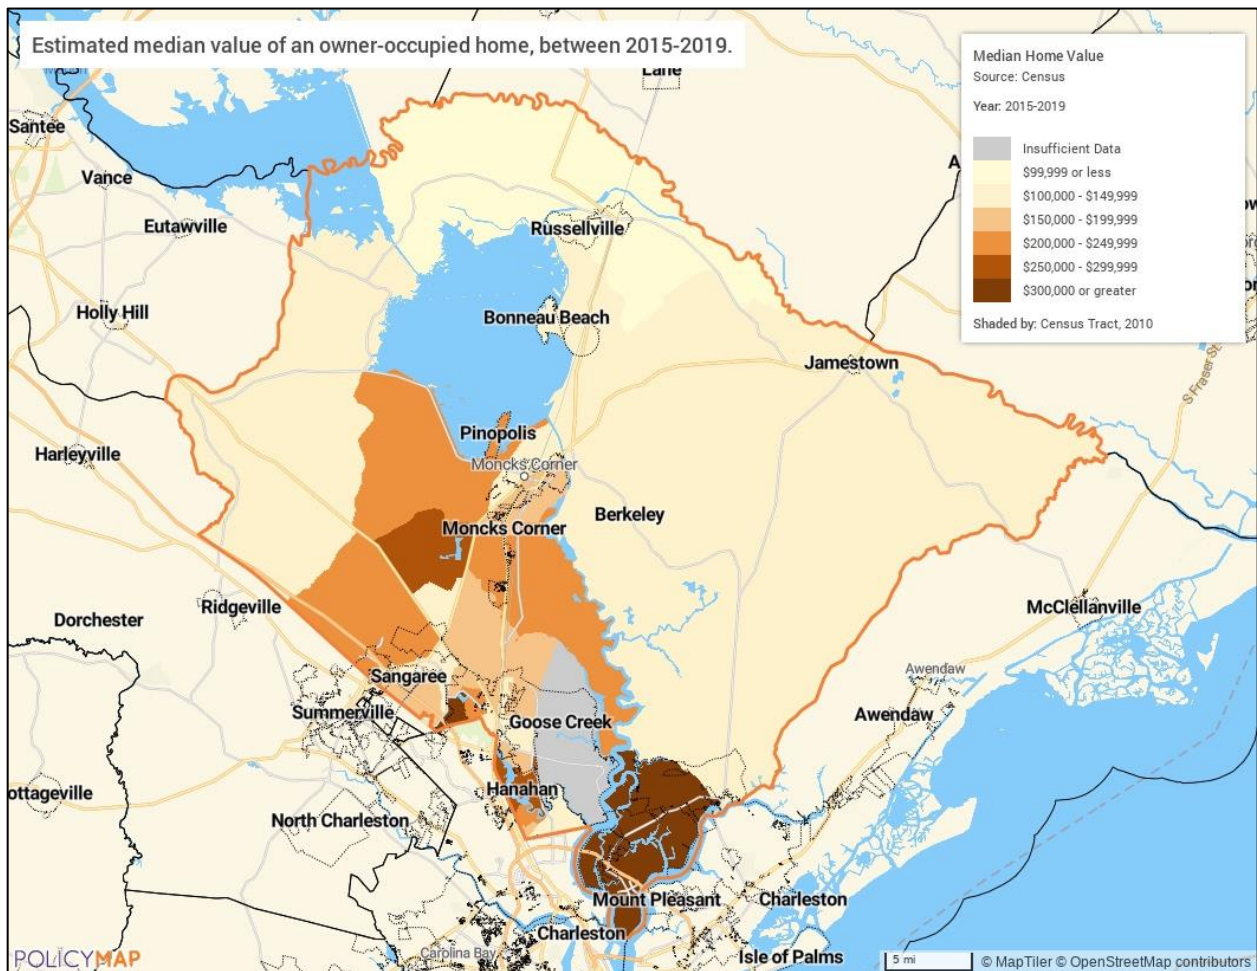 Estimated median value of an owner-occupied home, between 2015-2019.
Median Home Value
Source: Census
Year: 2015-2019
Insufficient Data
$99,999 or less
$100,000 - $149,999
$150,000 - $199,999
$200,000 - $249,999
$250,000 - $299,999
$300,000 or greater
Shaded by: Census Tract, 2010
Lane
Santee
Vance
Eutawville
Russellville
Holly Hill
Bonneau Beach
Jamestown
S Fraser St.
Pinopolis
Harleyville
Moncks Corner
Berkeley
Moncks Corner
Ridgeville
McClellanville
Dorchester
Awendaw
Sangaree
Summerville
Goose Creek
Awendaw
Hanahan
ottageville
North Charleston
Mount Pleasant
Charleston
Charleston
Carolina Bay
Isle of Palms
POLICYMAP
5 mi
© MapTiler © OpenStreetMap contributors